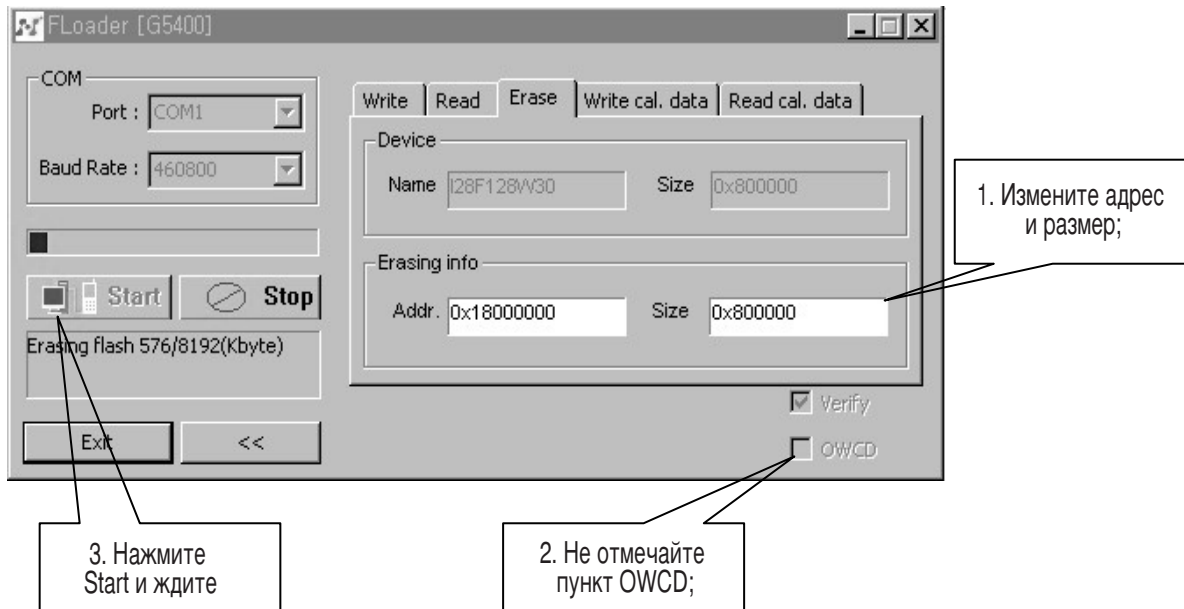 FLoader [G5400]
COM
Port : COM1
Baud Rate : 460800
Start
Stop
Erasing flash 576/8192(Kbyte)
Exit
<<
Write Read Erase Write cal. data Read cal. data
Device
Name I28F128W30 Size 0x800000
Erasing info
Addr. 0x18000000 Size 0x800000
Verify
OWCD
1. Измените адрес
и размер;
3. Нажмите
Start и ждите
2. Не отмечайте
пункт OWCD;